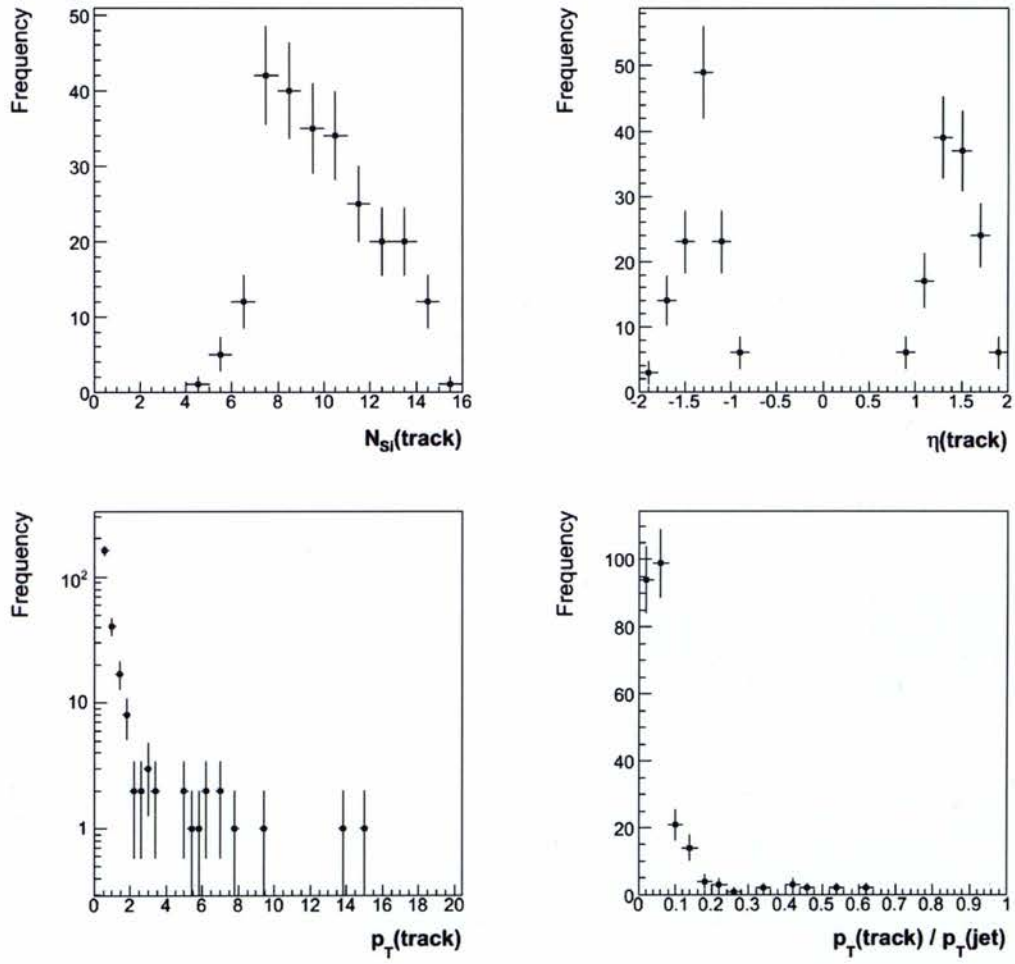 Frequency
50
40
30
20
10
0
0 2 4 6 8 10 12 14 16
N_Si(track)
Frequency
50
40
30
20
10
0
-2 -1.5 -1 -0.5 0 0.5 1 1.5 2
η(track)
Frequency
10²
10
1
0 2 4 6 8 10 12 14 16 18 20
p_T(track)
Frequency
100
80
60
40
20
0
0 0.1 0.2 0.3 0.4 0.5 0.6 0.7 0.8 0.9 1
p_T(track) / p_T(jet)